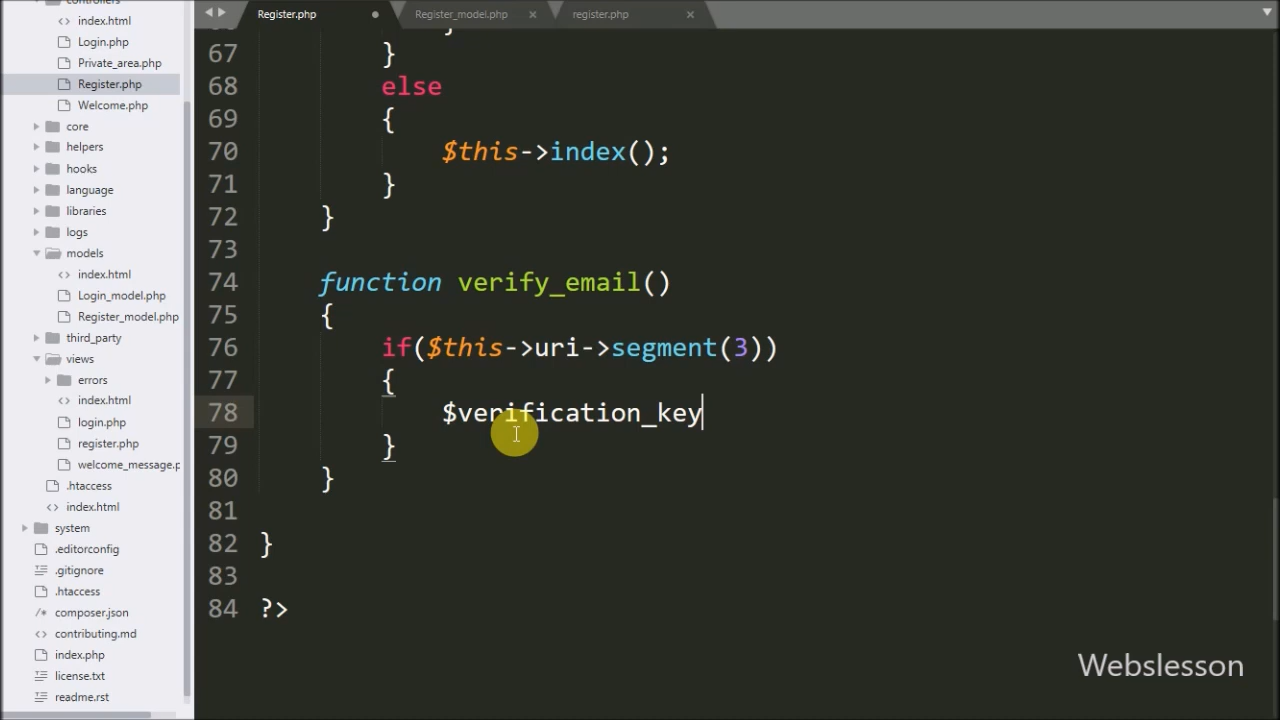 controllers
index.html
Login.php
Private_area.php
Register.php
Welcome.php
core
helpers
hooks
language
libraries
logs
models
index.html
Login_model.php
Register_model.php
third_party
views
errors
index.html
login.php
register.php
welcome_message.p
.htaccess
index.html
system
.editorconfig
.gitignore
.htaccess
composer.json
contributing.md
index.php
license.txt
readme.rst
Register.php
Register_model.php
register.php
67 }
68 else
69 {
70 $this->index();
71 }
72 }
73
74 function verify_email()
75 {
76 if($this->uri->segment(3))
77 {
78 $verification_key
79 }
80 }
81
82 }
83
84 ?>
Webslesson